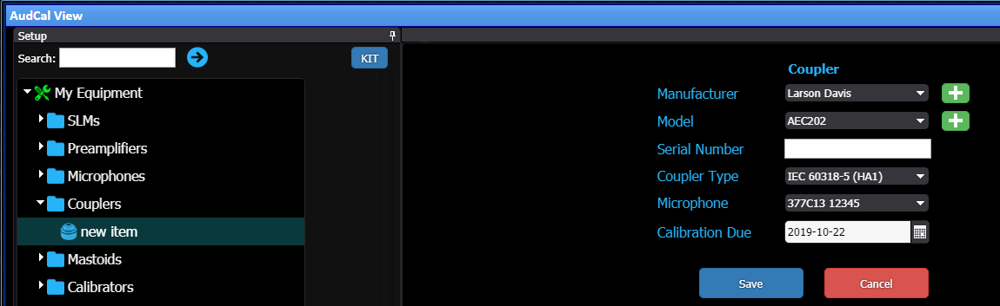 AudCal View
Setup
Search:
KIT
My Equipment
SLMs
Preamplifiers
Microphones
Couplers
new item
Mastoids
Calibrators
Coupler
Manufacturer Larson Davis
Model AEC202
Serial Number
Coupler Type IEC 60318-5 (HA1)
Microphone 377C13 12345
Calibration Due 2019-10-22
Save Cancel